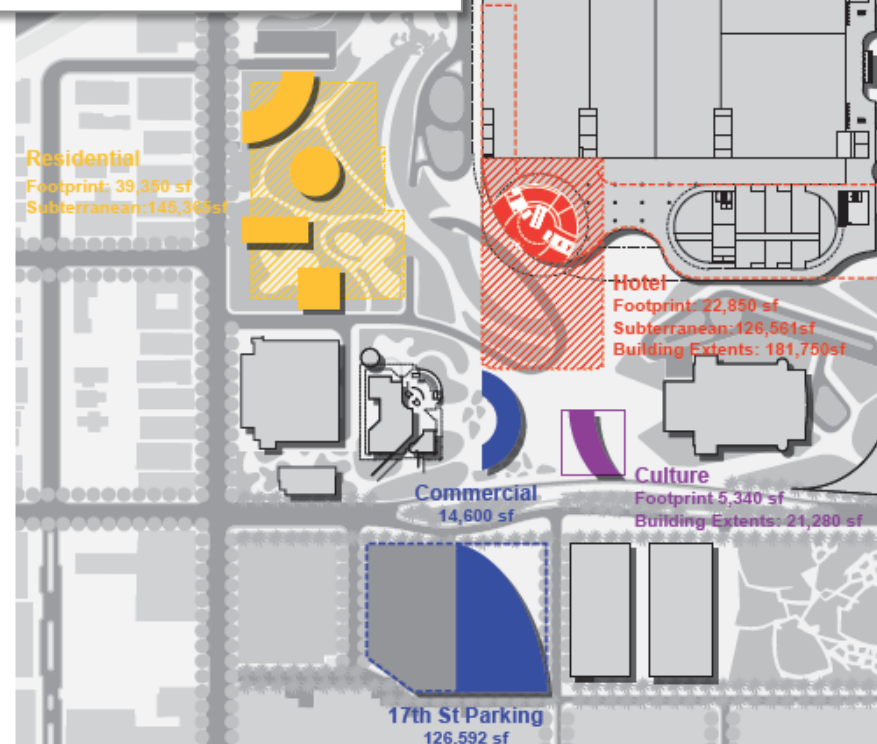 Residential
Footprint: 39,350 sf
Subterranean:145,365sf
Hotel
Footprint: 22,850 sf
Subterranean:126,561sf
Building Extents: 181,750sf
Culture
Footprint 5,340 sf
Building Extents: 21,280 sf
Commercial
14,600 sf
17th St Parking
126,592 sf